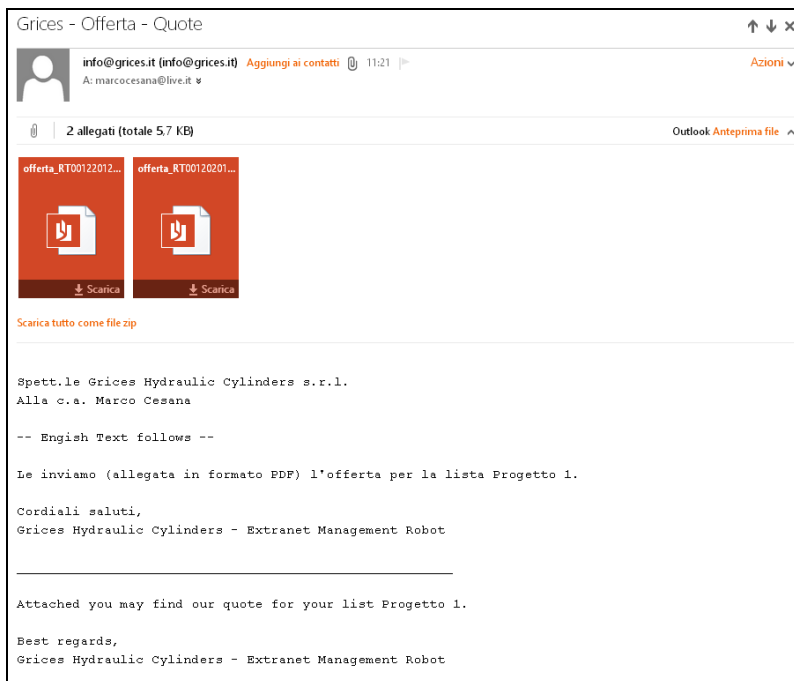 Grices - Offerta - Quote
info@grices.it (info@grices.it) Aggiungi ai contatti 11:21
Azioni
A: marcocesana@live.it
2 allegati (totale 5,7 KB)
Outlook Anteprima file
offerta_RT00122012... offerta_RT00120201...
Scarica Scarica
Scarica tutto come file zip
Spett.le Grices Hydraulic Cylinders s.r.l.
Alla c.a. Marco Cesana
-- Engish Text follows --
Le inviamo (allegata in formato PDF) l'offerta per la lista Progetto 1.
Cordiali saluti,
Grices Hydraulic Cylinders - Extranet Management Robot
Attached you may find our quote for your list Progetto 1.
Best regards,
Grices Hydraulic Cylinders - Extranet Management Robot